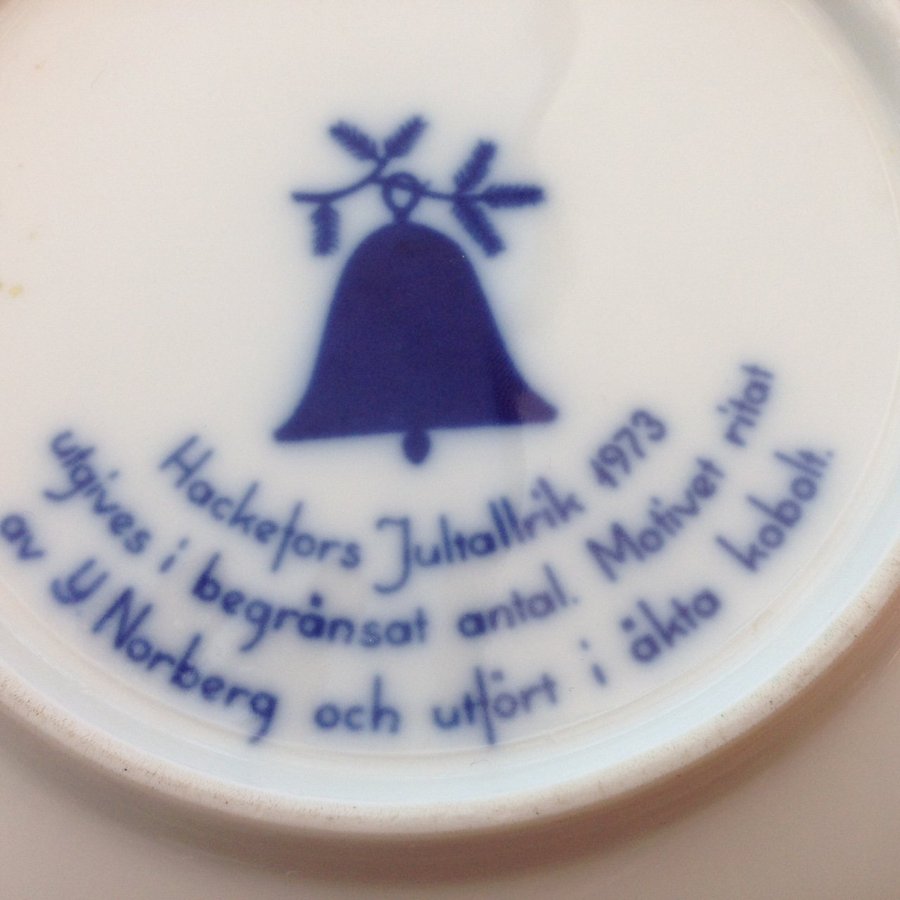 Hackefors Jultallrik 1973
utgives i begränsat antal. Motivet ritat
av Y. Norberg och utfört i äkta kobolt.